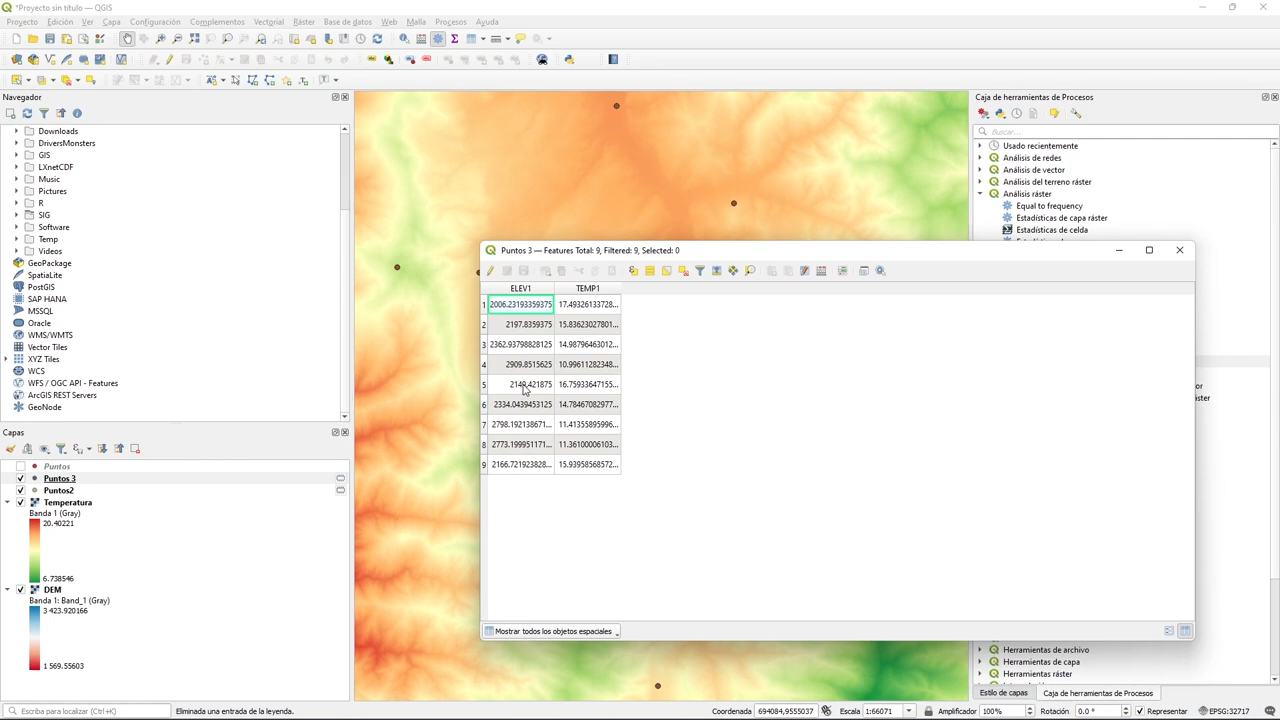 *Proyecto sin título — QGIS
Proyecto Edición Ver Capa Configuración Complementos Vectorial Ráster Base de datos Web Malla Procesos Ayuda
Navegador
Downloads
DriversMonsters
GIS
LXnetCDF
Music
Pictures
R
SIG
Software
Temp
Videos
GeoPackage
SpatiaLite
PostGIS
SAP HANA
MSSQL
Oracle
WMS/WMTS
Vector Tiles
XYZ Tiles
WCS
WFS / OGC API - Features
ArcGIS REST Servers
GeoNode
Capas
Puntos
Puntos 3
Puntos2
Temperatura
Banda 1 (Gray)
20.40221
6.738546
DEM
Banda 1: Band_1 (Gray)
3 423.920166
1 569.55603
Puntos 3 — Features Total: 9, Filtered: 9, Selected: 0
ELEV1 TEMP1
1 2006.23193359375 17.49326133728...
2 2197.8359375 15.83623027801...
3 2362.93798828125 14.98796463012...
4 2909.8515625 10.99611282348...
5 2149.421875 16.75933647155...
6 2334.0439453125 14.78467082977...
7 2798.192138671... 11.41355895996...
8 2773.199951171... 11.36100006103...
9 2166.721923828... 15.93958568572...
Mostrar todos los objetos espaciales
Caja de herramientas de Procesos
Buscar...
Usado recientemente
Análisis de redes
Análisis de vector
Análisis del terreno ráster
Análisis ráster
Equal to frequency
Estadísticas de capa ráster
Estadísticas de celda
or
ster
Herramientas de archivo
Herramientas de capa
Herramientas ráster
Estilo de capas Caja de herramientas de Procesos
Escriba para localizar (Ctrl+K) Eliminada una entrada de la leyenda. Coordenada 694084,9555037 Escala 1:66071 Amplificador 100% Rotación 0.0 ° Representar EPSG:32717